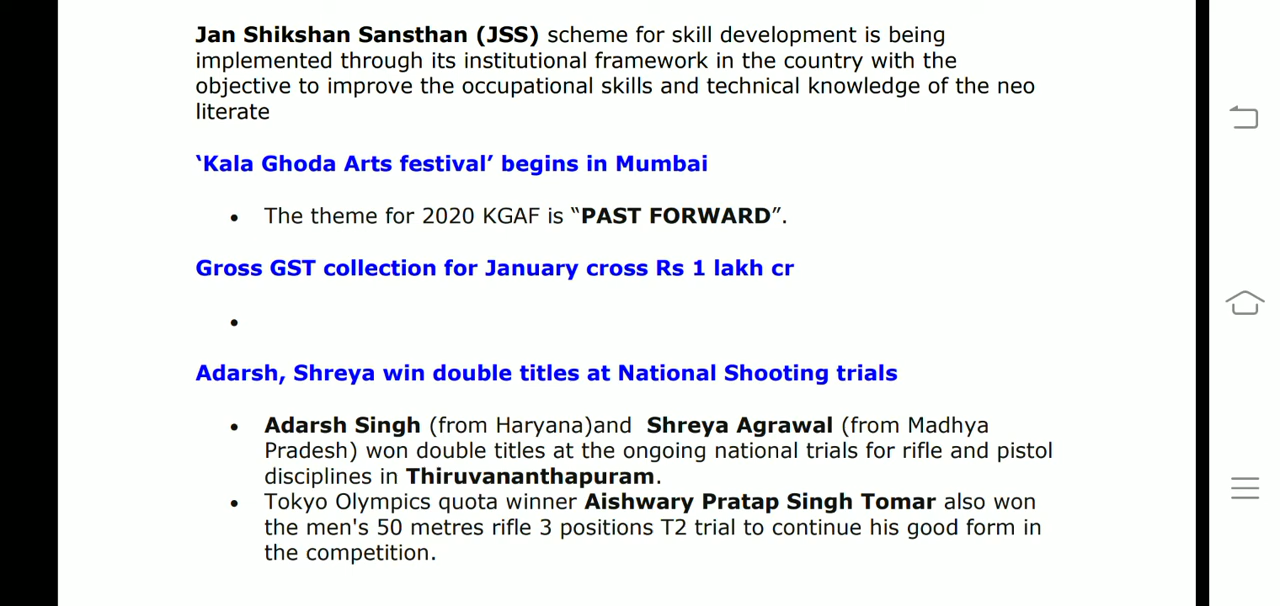 Jan Shikshan Sansthan (JSS) scheme for skill development is being
implemented through its institutional framework in the country with the
objective to improve the occupational skills and technical knowledge of the neo
literate
‘Kala Ghoda Arts festival’ begins in Mumbai
• The theme for 2020 KGAF is “PAST FORWARD”.
Gross GST collection for January cross Rs 1 lakh cr
•
Adarsh, Shreya win double titles at National Shooting trials
• Adarsh Singh (from Haryana)and Shreya Agrawal (from Madhya
Pradesh) won double titles at the ongoing national trials for rifle and pistol
disciplines in Thiruvananthapuram.
• Tokyo Olympics quota winner Aishwary Pratap Singh Tomar also won
the men's 50 metres rifle 3 positions T2 trial to continue his good form in
the competition.